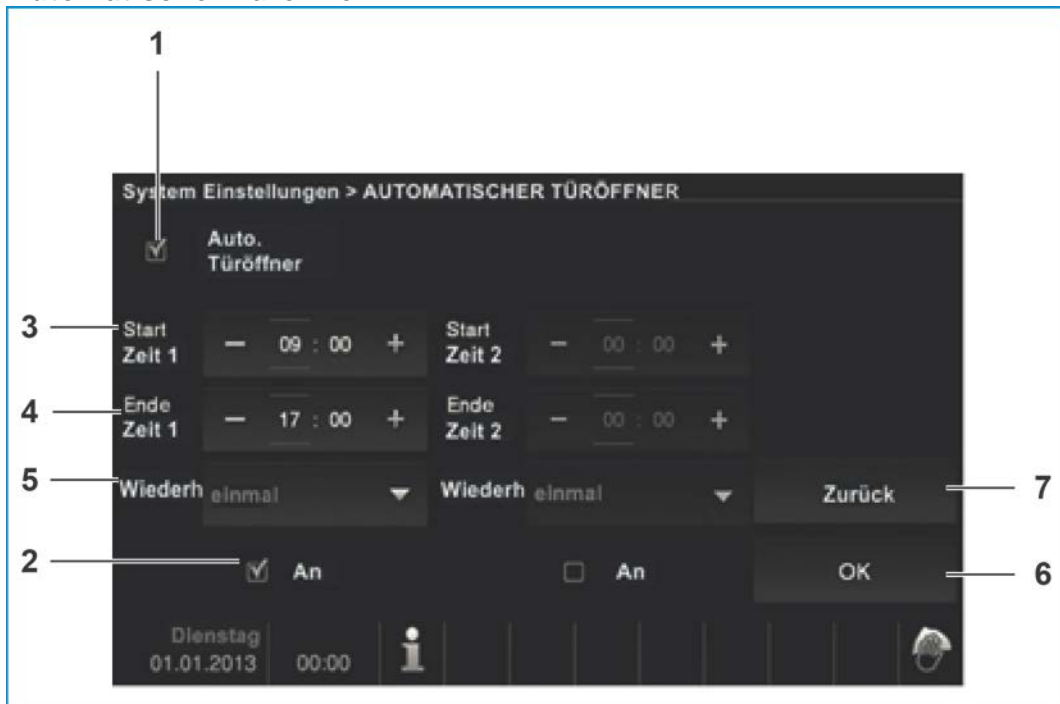 1
System Einstellungen > AUTOMATISCHER TÜRÖFFNER
Auto.
Türöffner
3 Start Zeit 1 − 09 : 00 + Start Zeit 2 − 00 : 00 +
4 Ende Zeit 1 − 17 : 00 + Ende Zeit 2 − 00 : 00 +
5 Wiederh einmal Wiederh einmal Zurück 7
2 An An OK 6
Dienstag
01.01.2013 00:00 i